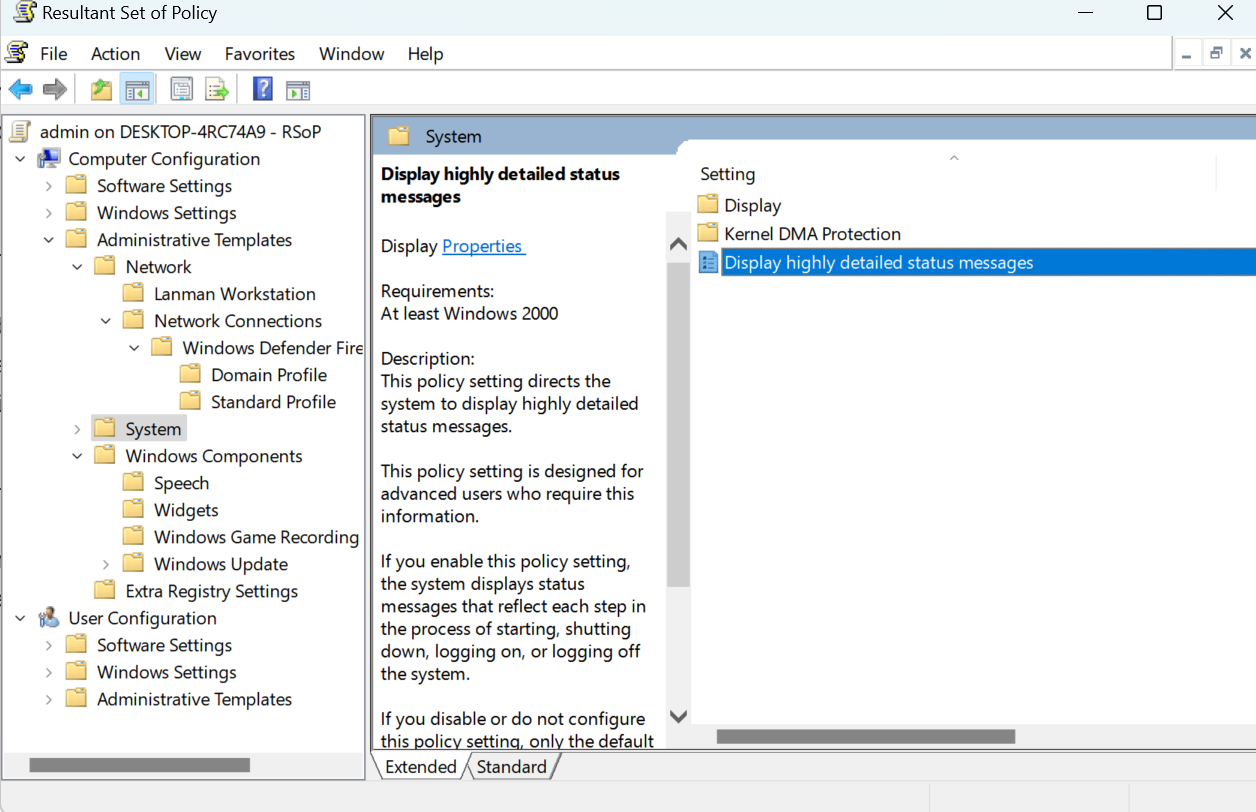 Resultant Set of Policy
File Action View Favorites Window Help
admin on DESKTOP-4RC74A9 - RSoP
Computer Configuration
Software Settings
Windows Settings
Administrative Templates
Network
Lanman Workstation
Network Connections
Windows Defender Fire
Domain Profile
Standard Profile
System
Windows Components
Speech
Widgets
Windows Game Recording
Windows Update
Extra Registry Settings
User Configuration
Software Settings
Windows Settings
Administrative Templates
System
Display highly detailed status
messages
Display Properties
Requirements:
At least Windows 2000
Description:
This policy setting directs the
system to display highly detailed
status messages.
This policy setting is designed for
advanced users who require this
information.
If you enable this policy setting,
the system displays status
messages that reflect each step in
the process of starting, shutting
down, logging on, or logging off
the system.
If you disable or do not configure
this policy setting, only the default
Setting
Display
Kernel DMA Protection
Display highly detailed status messages
Extended Standard